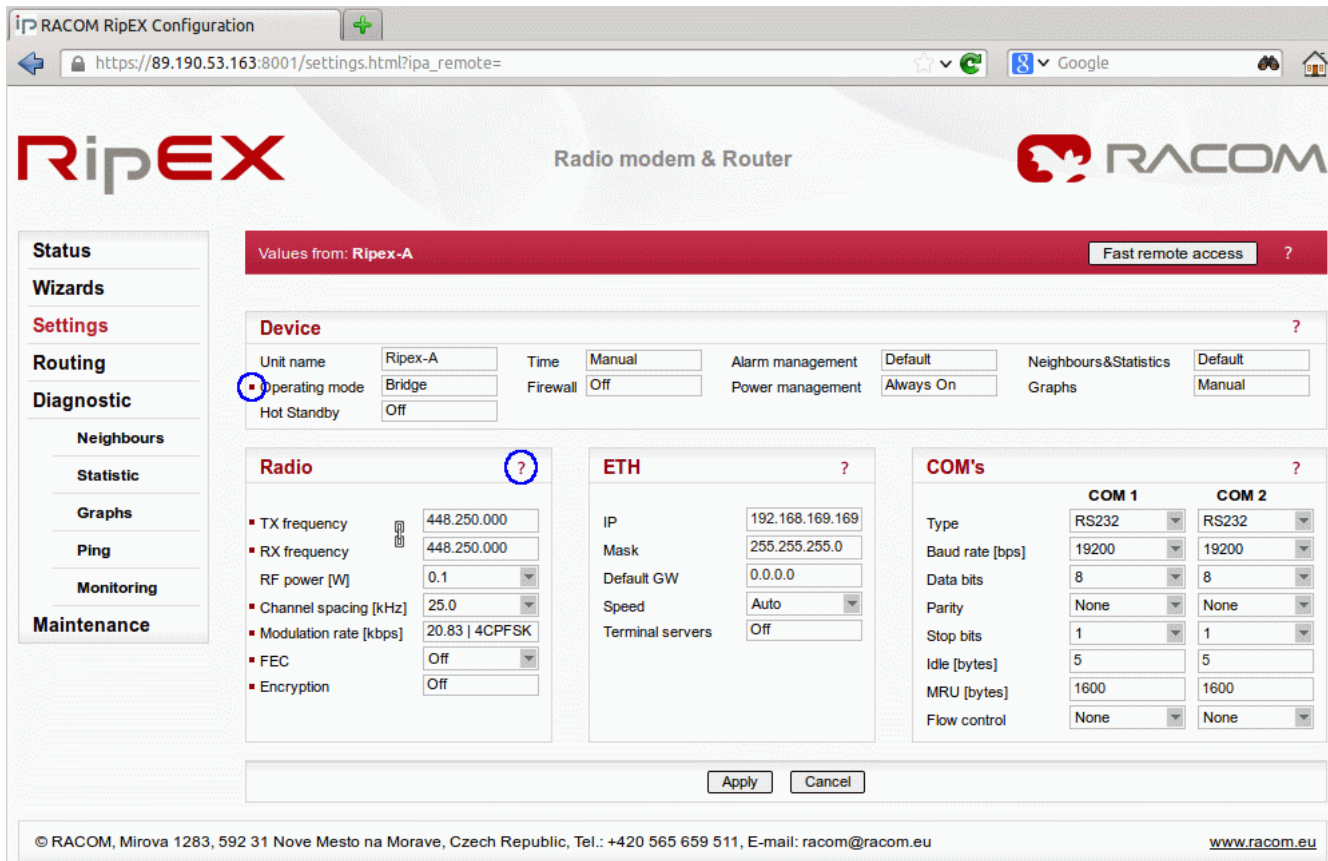 RACOM RipEX Configuration
https://89.190.53.163:8001/settings.html?ipa_remote=
Google
RipEX
Radio modem & Router
RACOM
Status
Wizards
Settings
Routing
Diagnostic
Neighbours
Statistic
Graphs
Ping
Monitoring
Maintenance
Values from: Ripex-A
Fast remote access ?
Device ?
Unit name Ripex-A Time Manual Alarm management Default Neighbours&Statistics Default
Operating mode Bridge Firewall Off Power management Always On Graphs Manual
Hot Standby Off
Radio ?
TX frequency 448.250.000
RX frequency 448.250.000
RF power [W] 0.1
Channel spacing [kHz] 25.0
Modulation rate [kbps] 20.83 | 4CPFSK
FEC Off
Encryption Off
ETH ?
IP 192.168.169.169
Mask 255.255.255.0
Default GW 0.0.0.0
Speed Auto
Terminal servers Off
COM's ?
COM 1 COM 2
Type RS232 RS232
Baud rate [bps] 19200 19200
Data bits 8 8
Parity None None
Stop bits 1 1
Idle [bytes] 5 5
MRU [bytes] 1600 1600
Flow control None None
Apply Cancel
© RACOM, Mirova 1283, 592 31 Nove Mesto na Morave, Czech Republic, Tel.: +420 565 659 511, E-mail: racom@racom.eu www.racom.eu